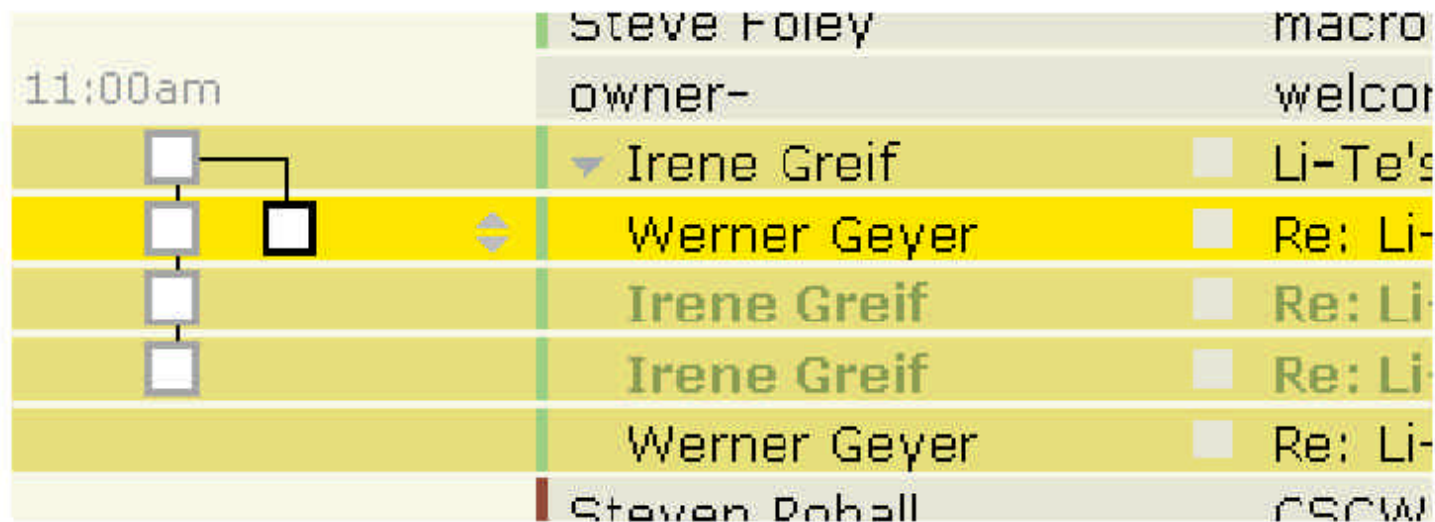 Steve Foley macro
11:00am owner- welcor
Irene Greif Li-Te's
Werner Geyer Re: Li-
Irene Greif Re: Li-
Irene Greif Re: Li-
Werner Geyer Re: Li-
Steven Rohall CSCW